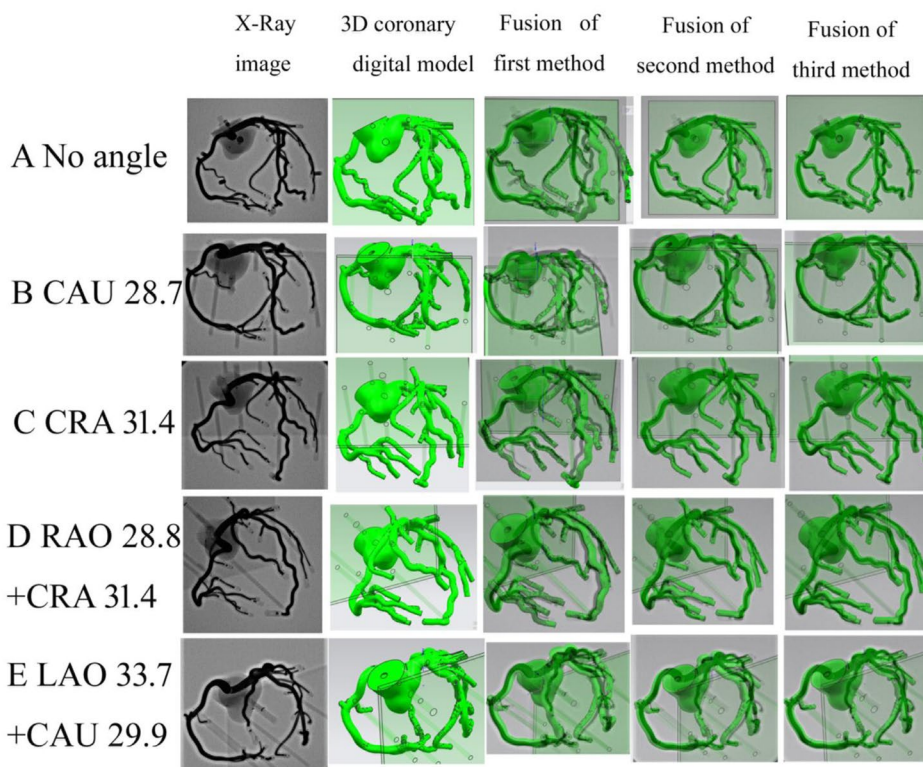 X-Ray 3D coronary Fusion of Fusion of Fusion of
image digital model first method second method third method
A No angle
B CAU 28.7
C CRA 31.4
D RAO 28.8
+CRA 31.4
E LAO 33.7
+CAU 29.9